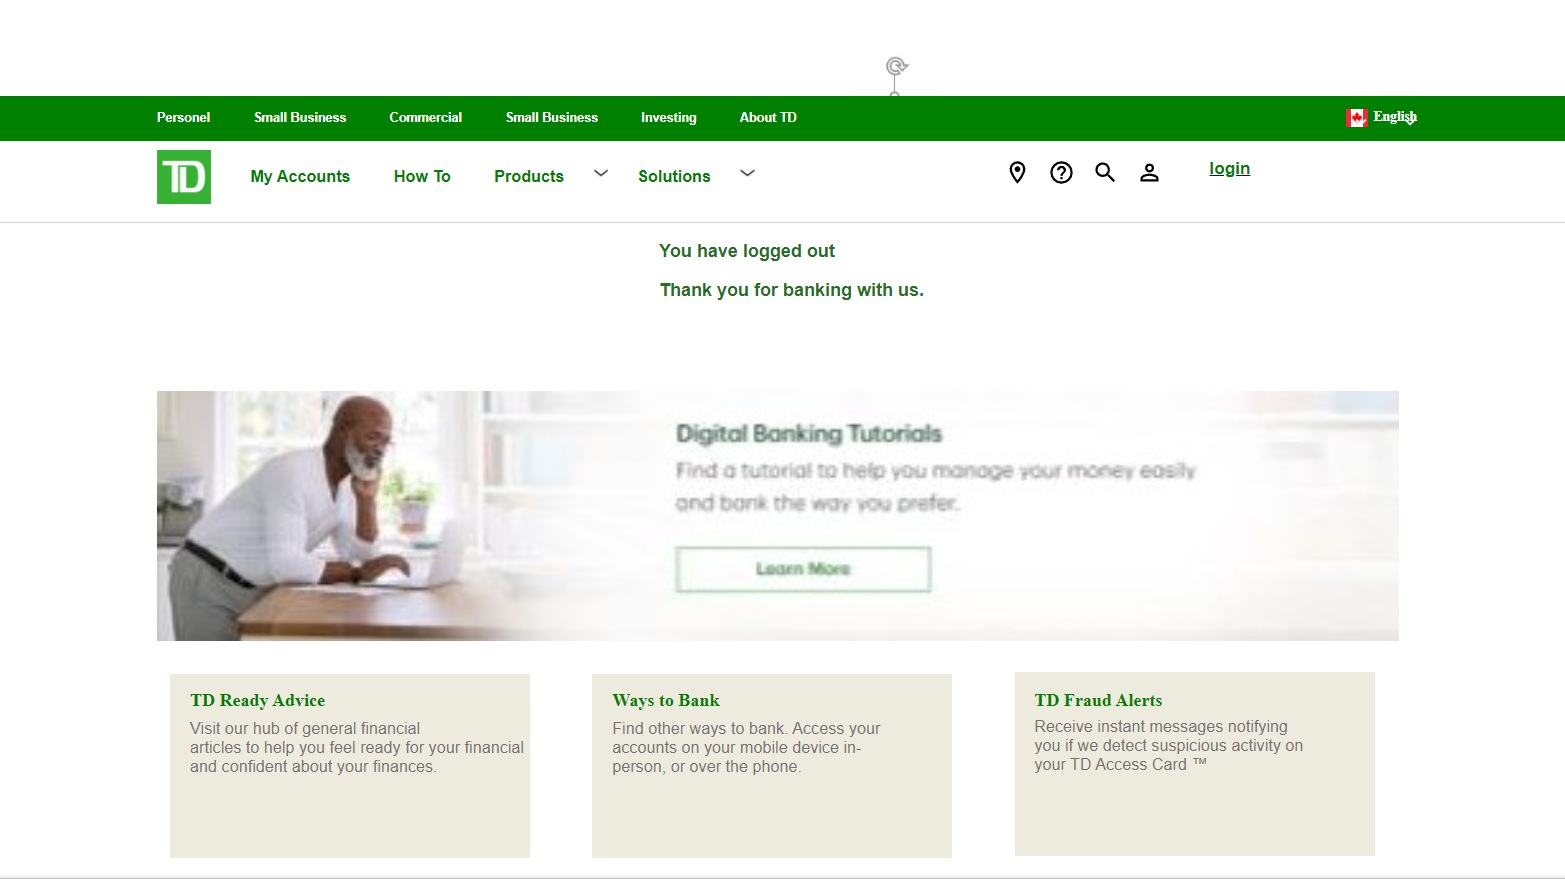 Personel Small Business Commercial Small Business Investing About TD English
TD My Accounts How To Products Solutions login
You have logged out
Thank you for banking with us.
Digital Banking Tutorials
Find a tutorial to help you manage your money easily
and bank the way you prefer.
Learn More
TD Ready Advice
Visit our hub of general financial
articles to help you feel ready for your financial
and confident about your finances.
Ways to Bank
Find other ways to bank. Access your
accounts on your mobile device in-
person, or over the phone.
TD Fraud Alerts
Receive instant messages notifying
you if we detect suspicious activity on
your TD Access Card ™